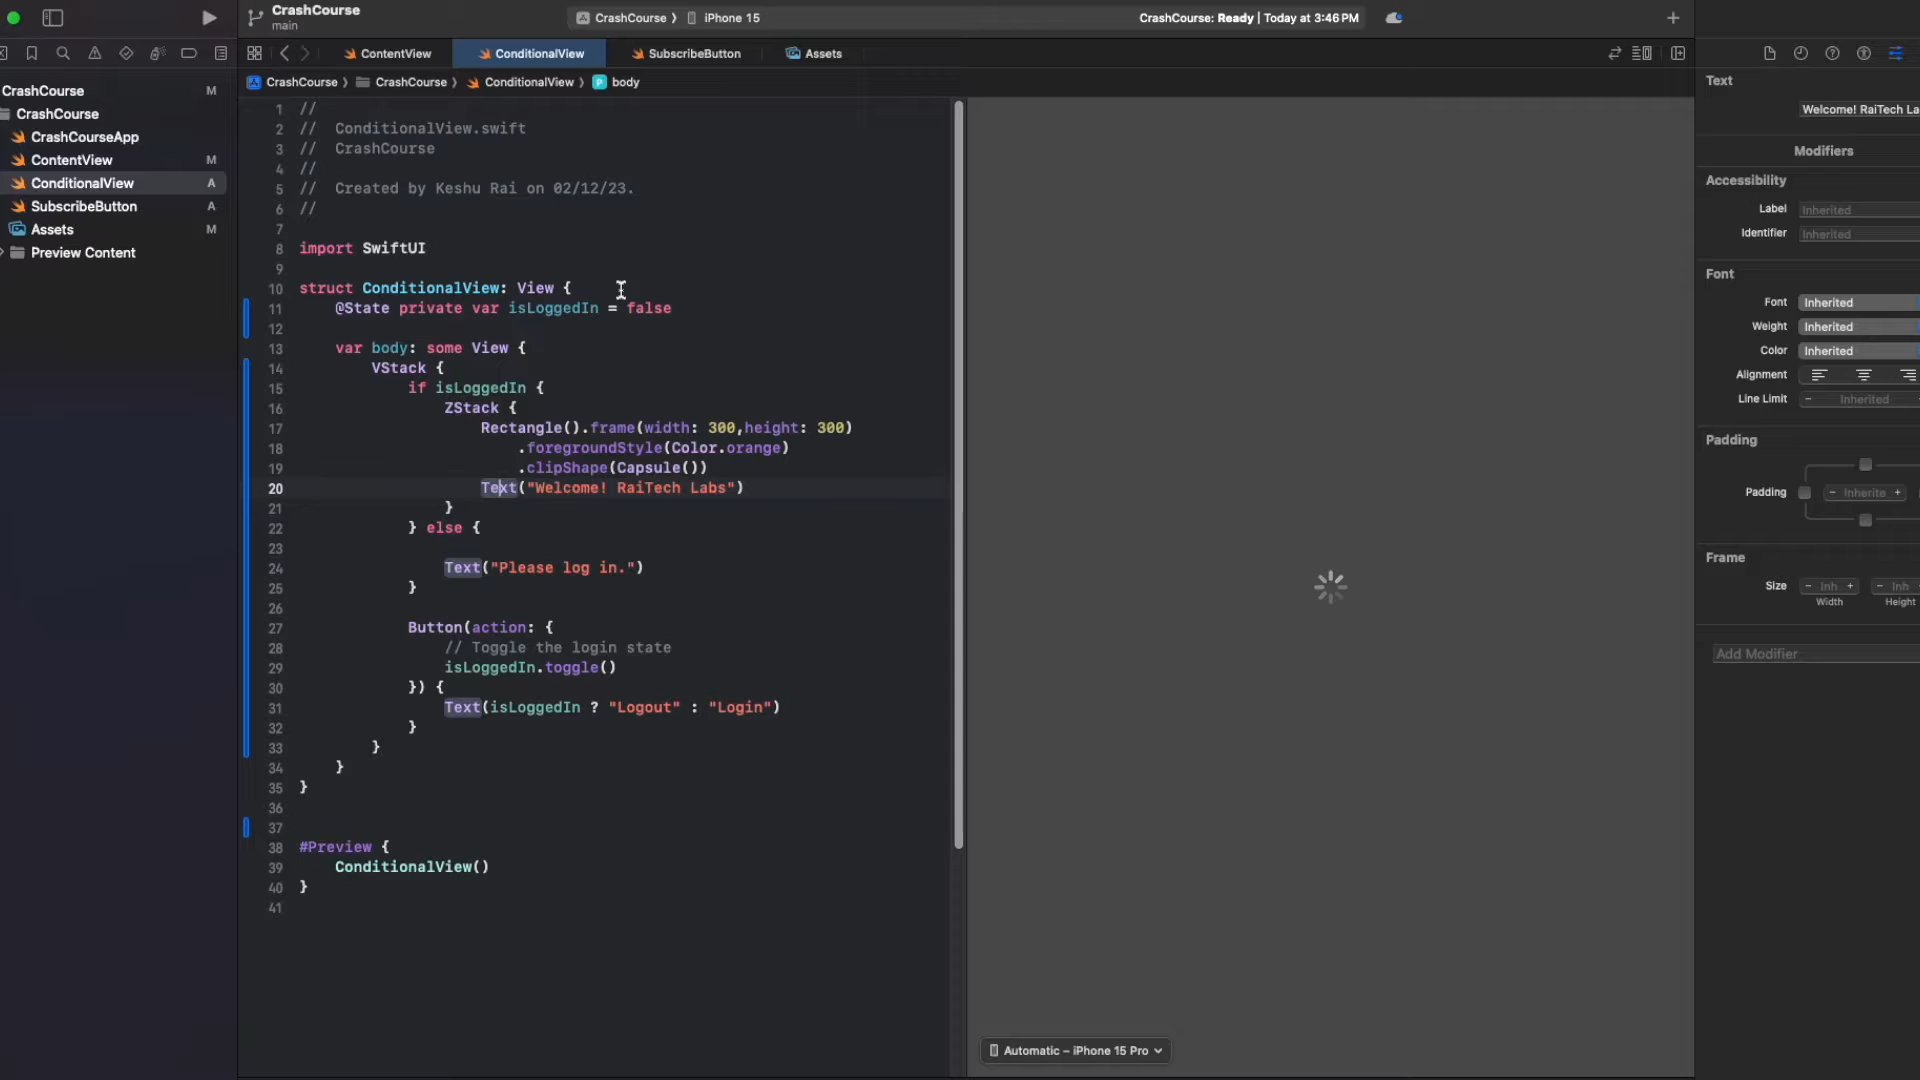 CrashCourse
main
CrashCourse 〉 iPhone 15
CrashCourse: Ready | Today at 3:46 PM
ContentView
ConditionalView
SubscribeButton
Assets
CrashCourse 〉 CrashCourse 〉 ConditionalView 〉 P body
CrashCourse M
CrashCourse
CrashCourseApp
ContentView M
ConditionalView A
SubscribeButton A
Assets M
Preview Content
1 //
2 //  ConditionalView.swift
3 //  CrashCourse
4 //
5 //  Created by Keshu Rai on 02/12/23.
6 //
7
8 import SwiftUI
9
10 struct ConditionalView: View {
11     @State private var isLoggedIn = false
12
13     var body: some View {
14         VStack {
15             if isLoggedIn {
16                 ZStack {
17                     Rectangle().frame(width: 300,height: 300)
18                         .foregroundStyle(Color.orange)
19                         .clipShape(Capsule())
20                     Text("Welcome! RaiTech Labs")
21                 }
22             } else {
23
24                 Text("Please log in.")
25             }
26
27             Button(action: {
28                 // Toggle the login state
29                 isLoggedIn.toggle()
30             }) {
31                 Text(isLoggedIn ? "Logout" : "Login")
32             }
33         }
34     }
35 }
36
37
38 #Preview {
39     ConditionalView()
40 }
41
Automatic – iPhone 15 Pro
Text
Welcome! RaiTech La
Modifiers
Accessibility
Label Inherited
Identifier Inherited
Font
Font Inherited
Weight Inherited
Color Inherited
Alignment
Line Limit – Inherited
Padding
Padding – Inherite +
Frame
Size – Inh + – Inh
Width Height
Add Modifier